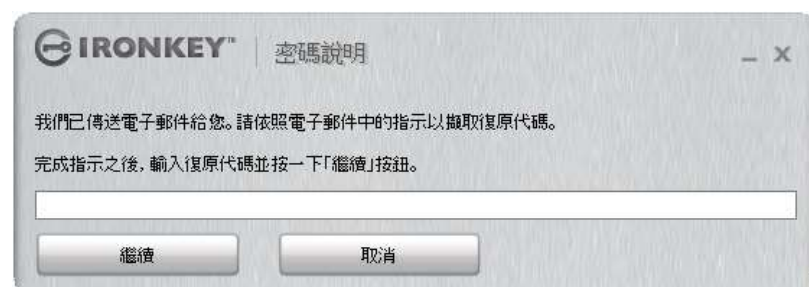 IRONKEY™ | 密碼說明
我們已傳送電子郵件給您。請依照電子郵件中的指示以擷取復原代碼。
完成指示之後，輸入復原代碼並按一下「繼續」按鈕。
繼續 取消